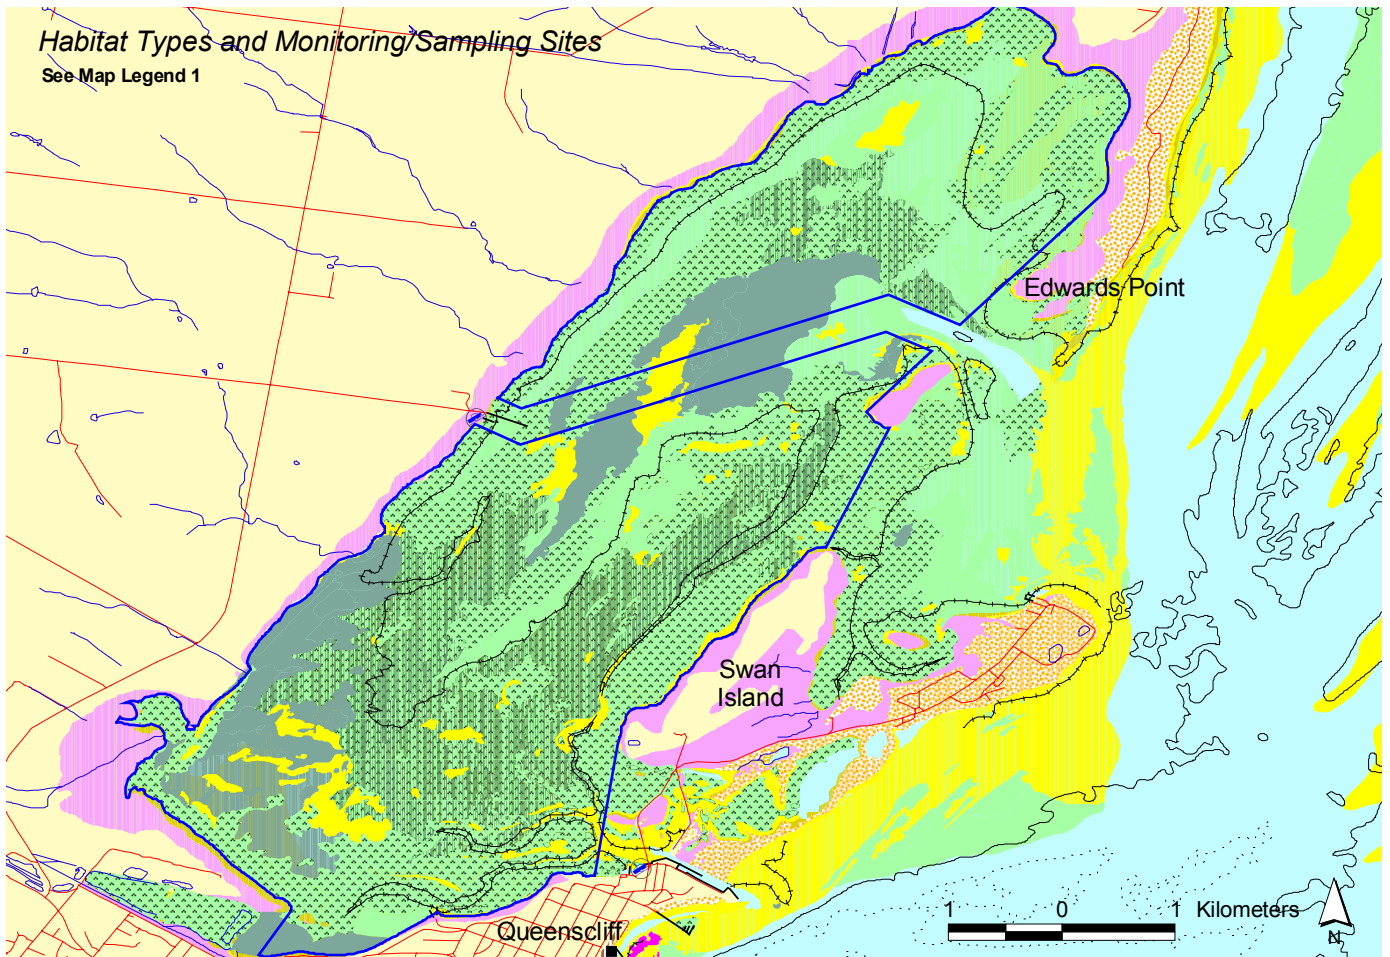 Habitat Types and Monitoring/Sampling Sites
See Map Legend 1
Edwards Point
Swan
Island
Queenscliff
1 0 1 Kilometers
N